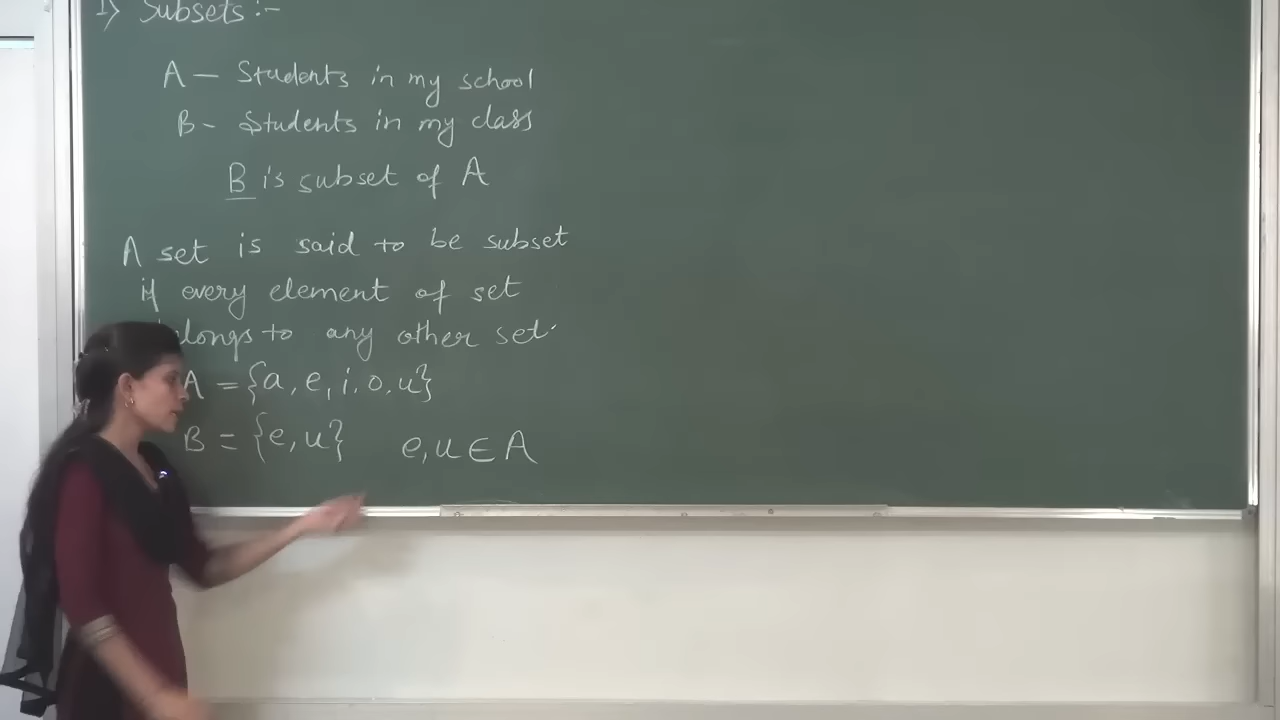 1) Subsets :-
A - Students in my school
B - Students in my class
B is subset of A
A set is said to be subset
if every element of set
to any other set.
A = {a, e, i, o, u}
B = {e, u} e, u ∈ A